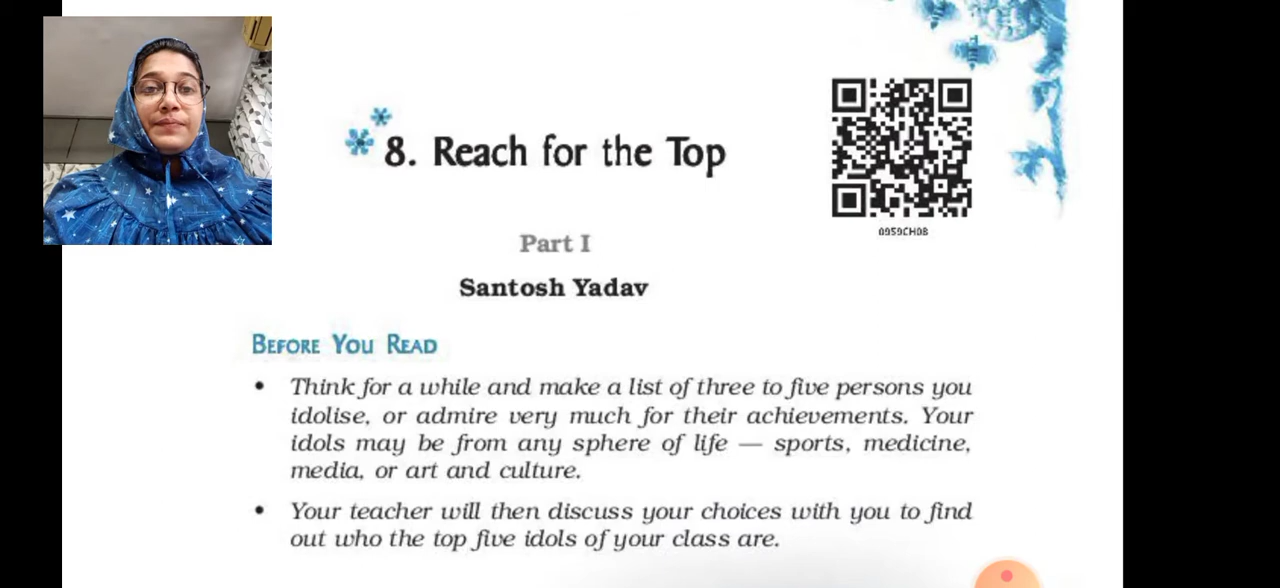 8. Reach for the Top
0959CH08
Part I
Santosh Yadav
BEFORE YOU READ
• Think for a while and make a list of three to five persons you
idolise, or admire very much for their achievements. Your
idols may be from any sphere of life — sports, medicine,
media, or art and culture.
• Your teacher will then discuss your choices with you to find
out who the top five idols of your class are.